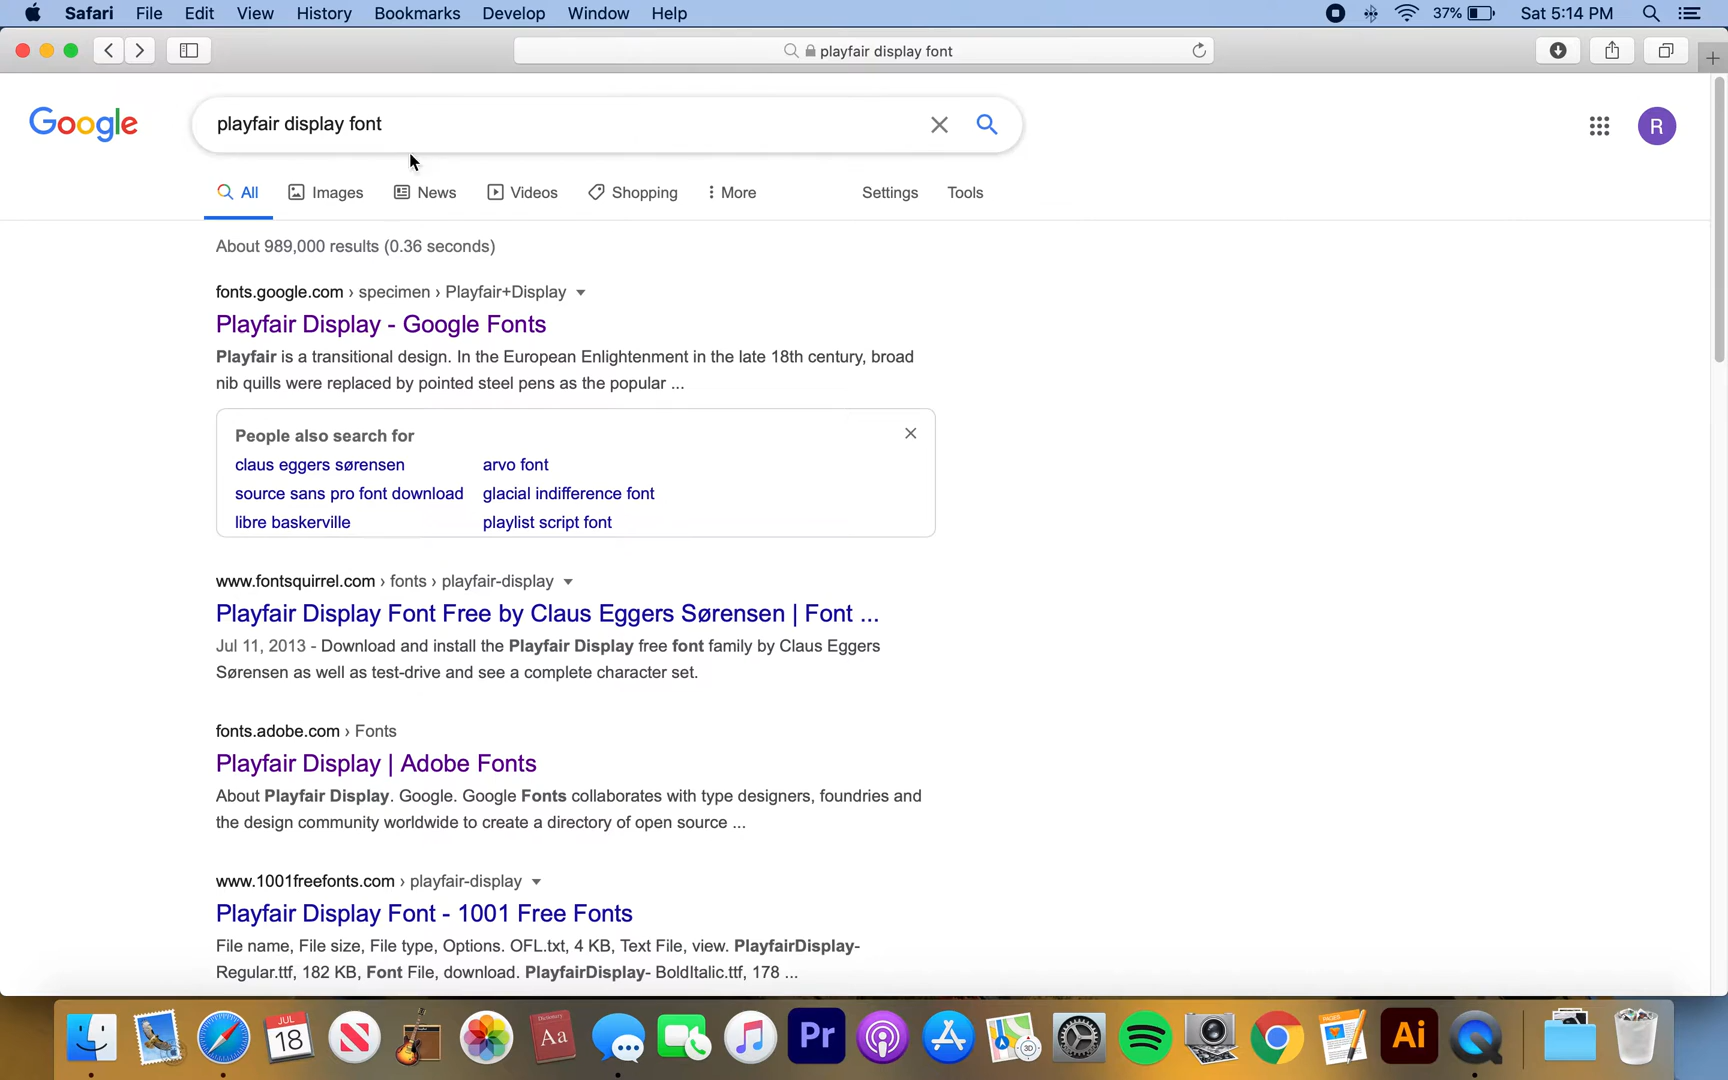 Safari File Edit View History Bookmarks Develop Window Help 37% Sat 5:14 PM
playfair display font
Google playfair display font R
All Images News Videos Shopping More Settings Tools
About 989,000 results (0.36 seconds)
fonts.google.com › specimen › Playfair+Display
Playfair Display - Google Fonts
Playfair is a transitional design. In the European Enlightenment in the late 18th century, broad
nib quills were replaced by pointed steel pens as the popular ...
People also search for
claus eggers sørensen arvo font
source sans pro font download glacial indifference font
libre baskerville playlist script font
www.fontsquirrel.com › fonts › playfair-display
Playfair Display Font Free by Claus Eggers Sørensen | Font ...
Jul 11, 2013 - Download and install the Playfair Display free font family by Claus Eggers
Sørensen as well as test-drive and see a complete character set.
fonts.adobe.com › Fonts
Playfair Display | Adobe Fonts
About Playfair Display. Google. Google Fonts collaborates with type designers, foundries and
the design community worldwide to create a directory of open source ...
www.1001freefonts.com › playfair-display
Playfair Display Font - 1001 Free Fonts
File name, File size, File type, Options. OFL.txt, 4 KB, Text File, view. PlayfairDisplay-
Regular.ttf, 182 KB, Font File, download. PlayfairDisplay- BoldItalic.ttf, 178 ...
JUL 18 Dictionary Aa Pr 3D PAGES Ai